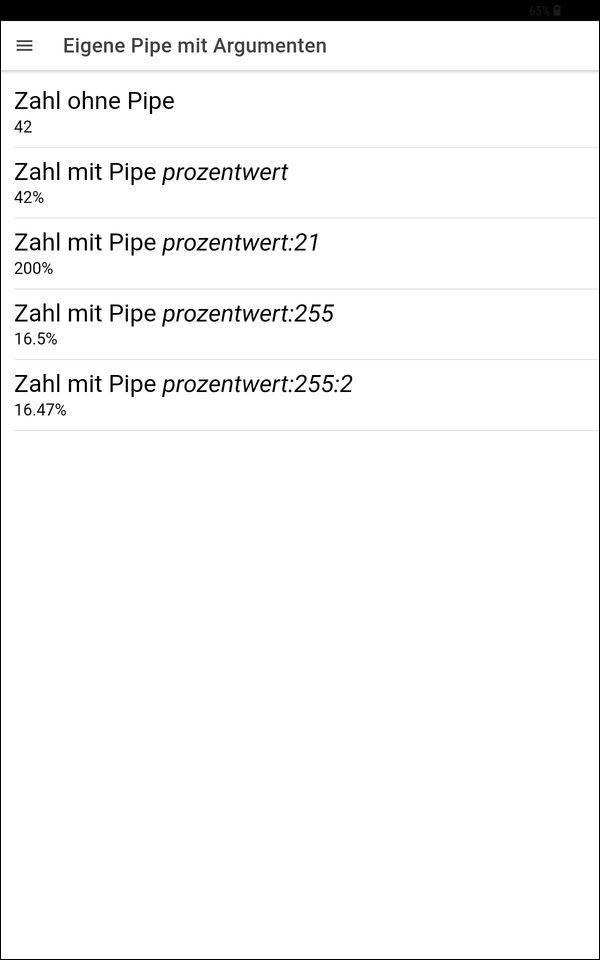 65%
Eigene Pipe mit Argumenten
Zahl ohne Pipe
42
Zahl mit Pipe prozentwert
42%
Zahl mit Pipe prozentwert:21
200%
Zahl mit Pipe prozentwert:255
16.5%
Zahl mit Pipe prozentwert:255:2
16.47%